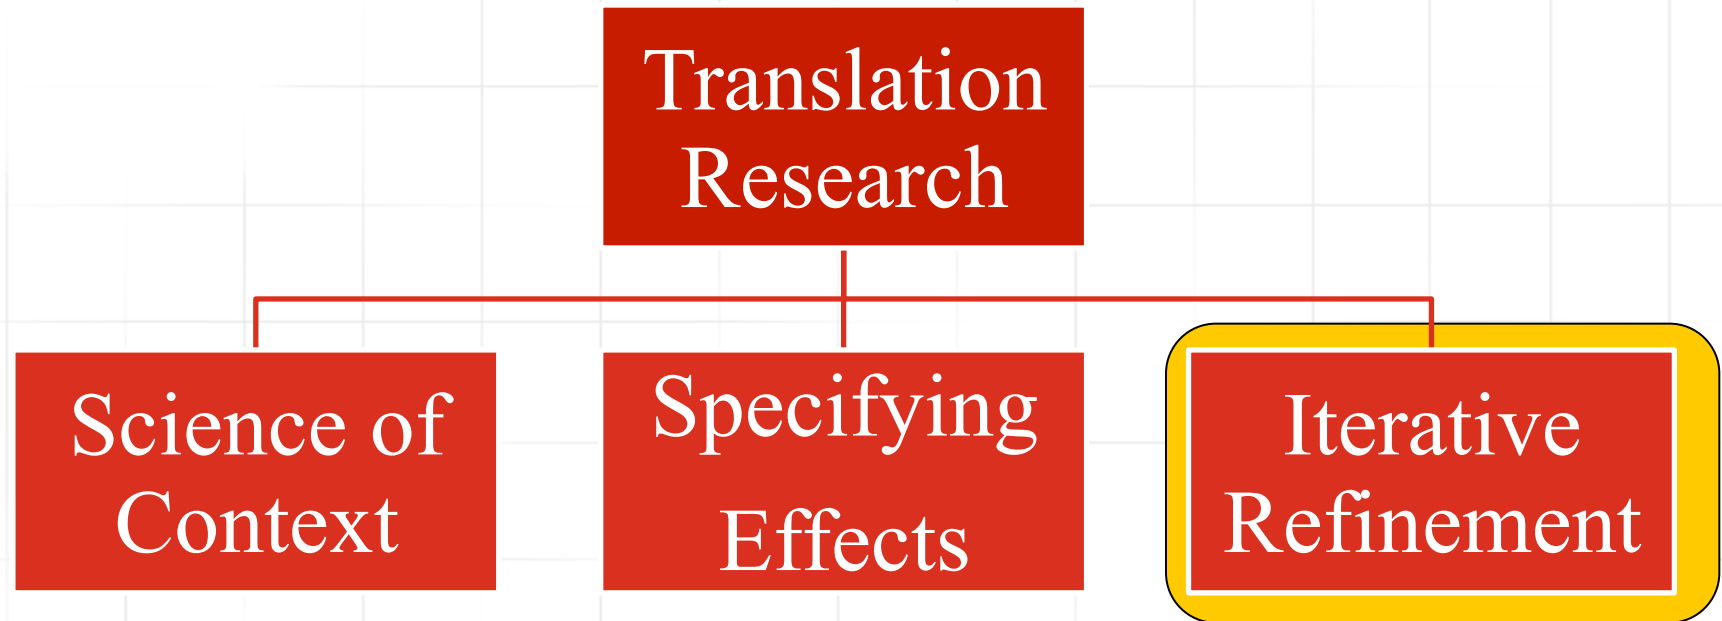 Translation
Research
Science of
Context
Specifying
Effects
Iterative
Refinement